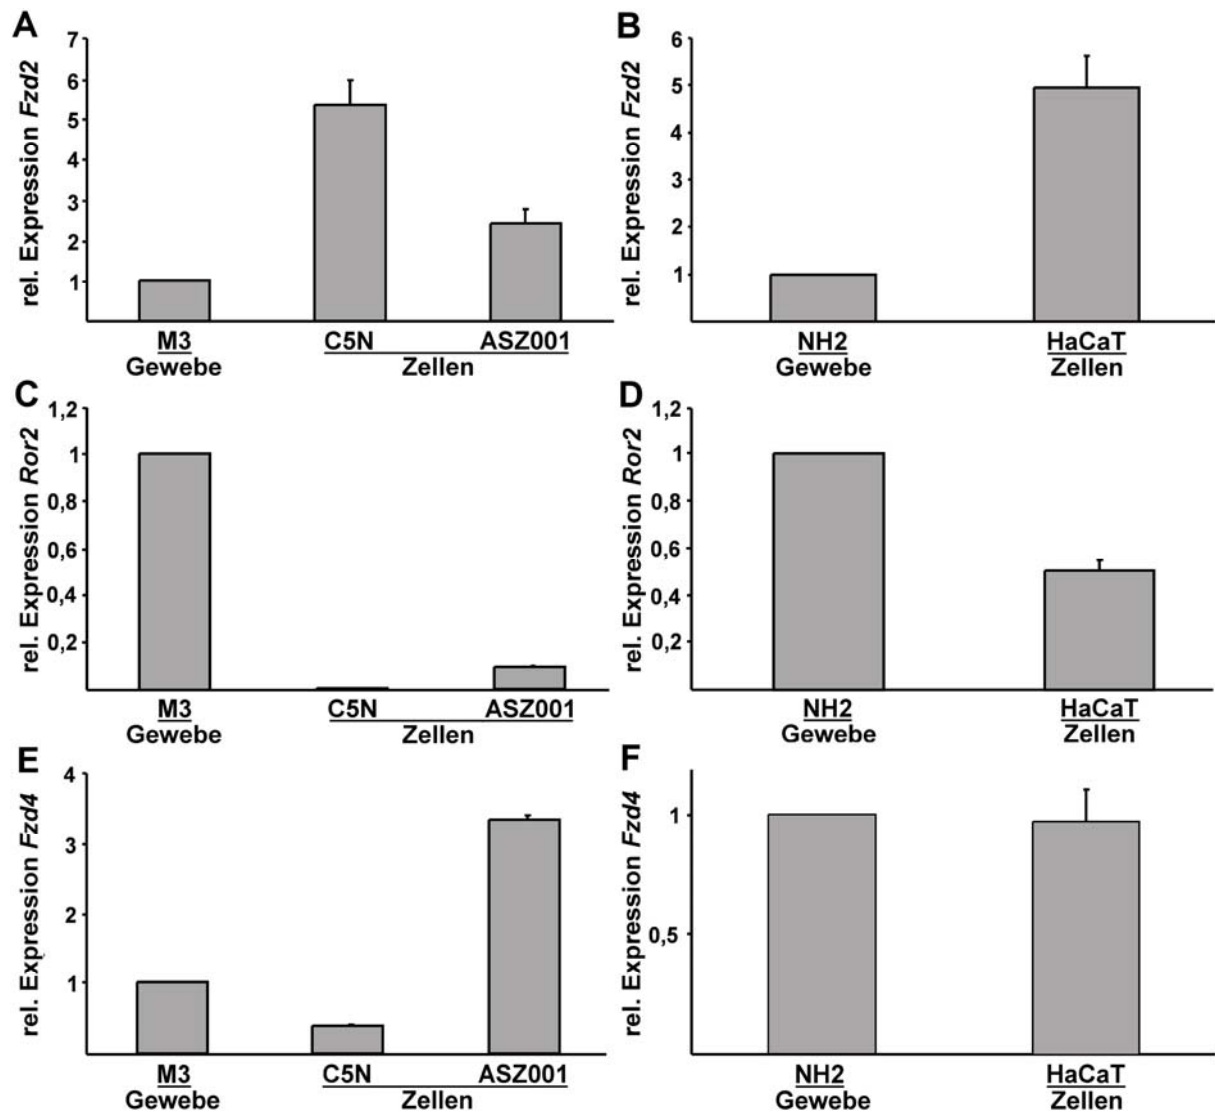 A
rel. Expression Fzd2
7
6
5
4
3
2
1
M3
C5N
ASZ001
Gewebe
Zellen
B
rel. Expression Fzd2
6
5
4
3
2
1
NH2
HaCaT
Gewebe
Zellen
C
rel. Expression Ror2
1,2
1
0,8
0,6
0,4
0,2
M3
C5N
ASZ001
Gewebe
Zellen
D
rel. Expression Ror2
1,2
1
0,8
0,6
0,4
0,2
NH2
HaCaT
Gewebe
Zellen
E
rel. Expression Fzd4
4
3
2
1
M3
C5N
ASZ001
Gewebe
Zellen
F
rel. Expression Fzd4
1
0,5
NH2
HaCaT
Gewebe
Zellen